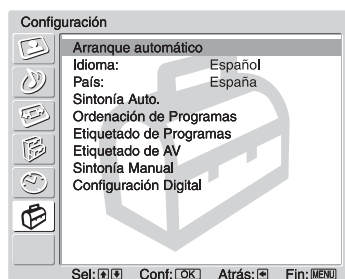 Configuración
Arranque automático
Idioma: Español
País: España
Sintonía Auto.
Ordenación de Programas
Etiquetado de Programas
Etiquetado de AV
Sintonía Manual
Configuración Digital
Sel: Conf: OK Atrás: Fin: MENU